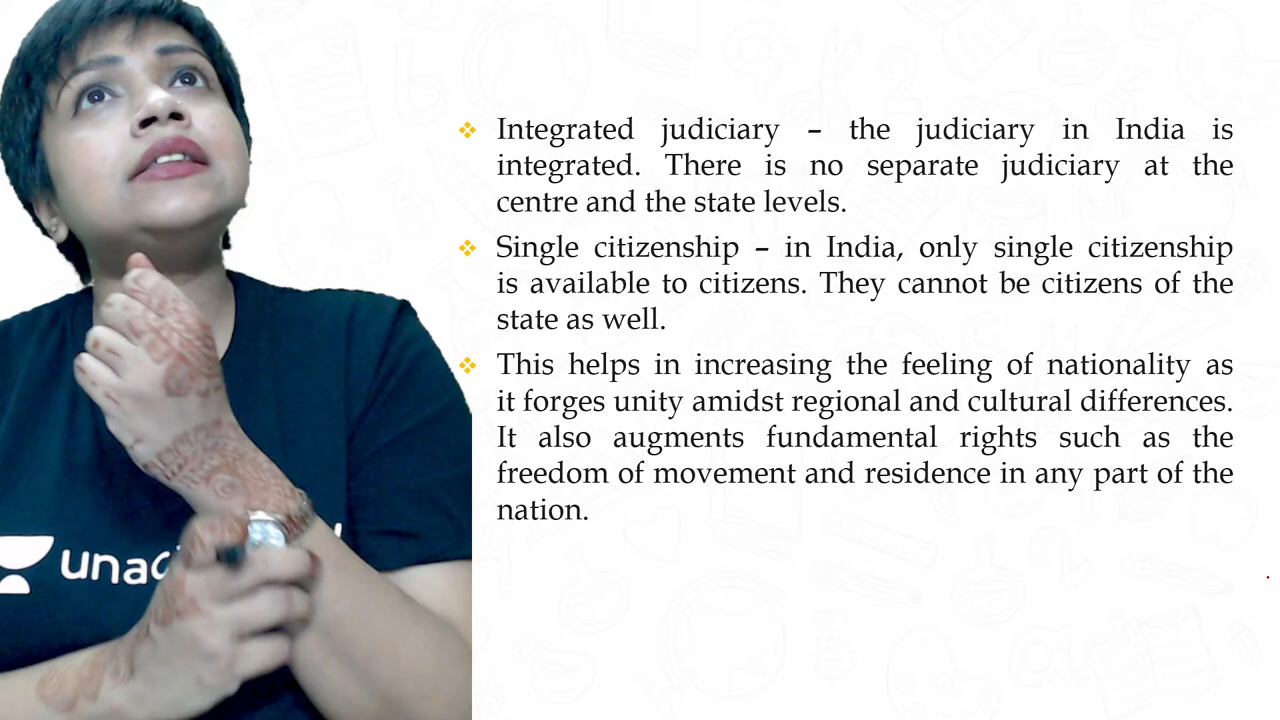 Integrated judiciary – the judiciary in India is
integrated. There is no separate judiciary at the
centre and the state levels.
Single citizenship – in India, only single citizenship
is available to citizens. They cannot be citizens of the
state as well.
This helps in increasing the feeling of nationality as
it forges unity amidst regional and cultural differences.
It also augments fundamental rights such as the
freedom of movement and residence in any part of the
nation.